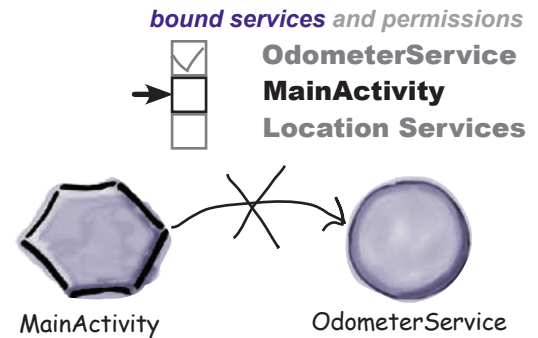 bound services and permissions
OdometerService
MainActivity
Location Services
MainActivity
OdometerService